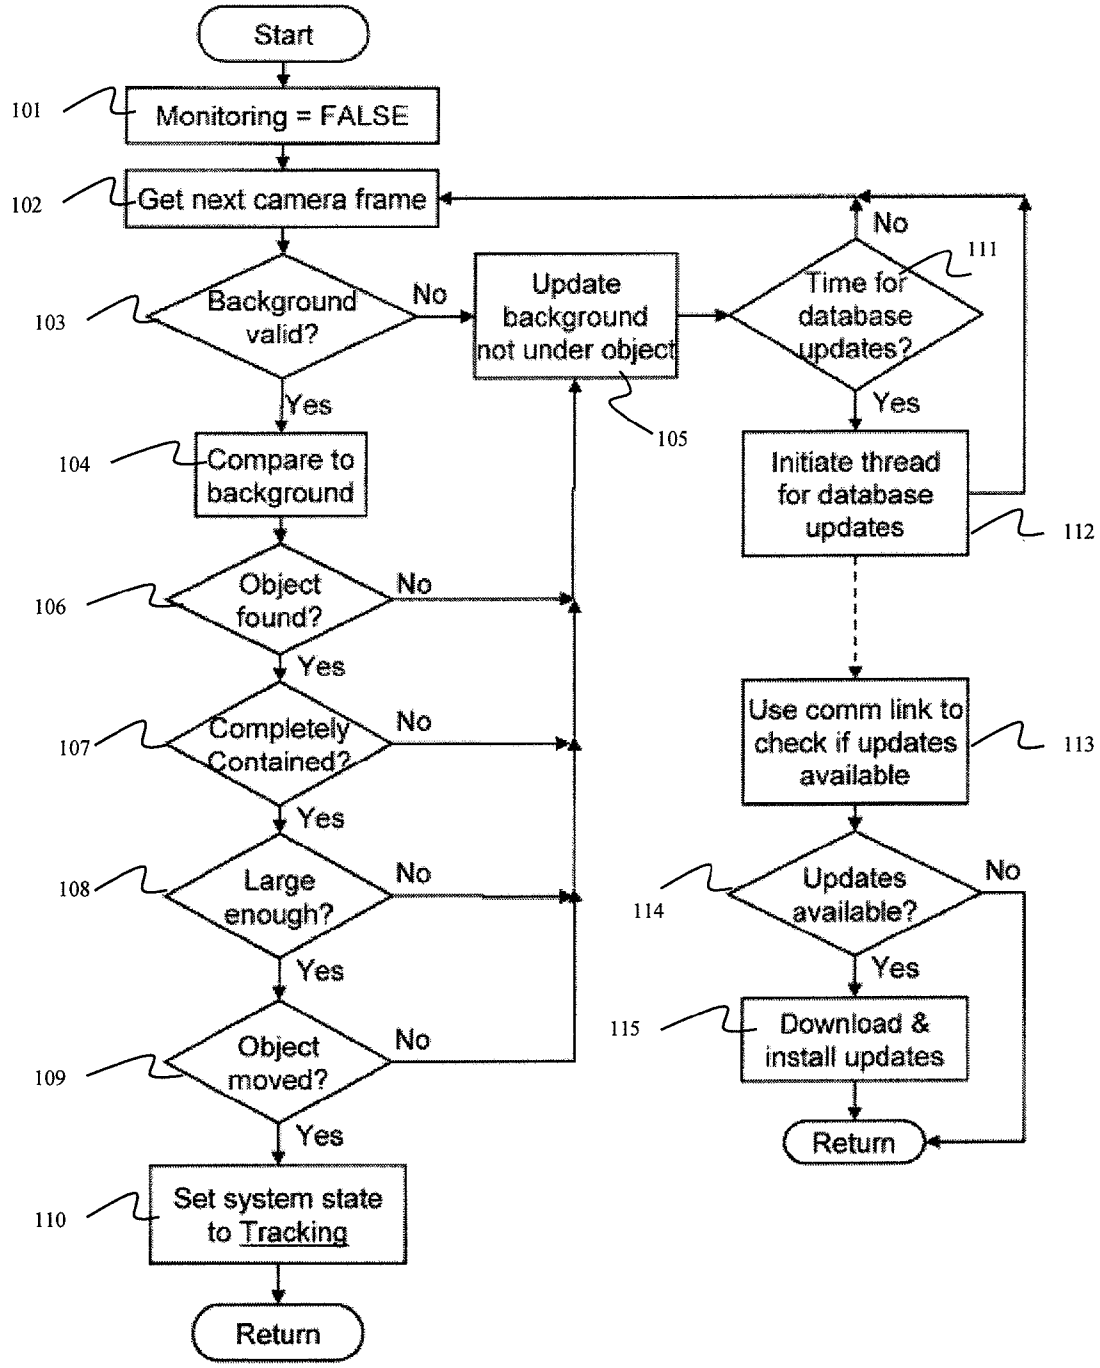 Start
101
Monitoring = FALSE
102
Get next camera frame
103
Background
valid?
No
Yes
Update
background
not under object
105
Time for
database
updates?
111
No
Yes
104
Compare to
background
Initiate thread
for database
updates
112
106
Object
found?
No
Yes
107
Completely
Contained?
No
Yes
Use comm link to
check if updates
available
113
108
Large
enough?
No
Yes
114
Updates
available?
No
Yes
109
Object
moved?
No
Yes
115
Download &
install updates
Return
110
Set system state
to Tracking
Return